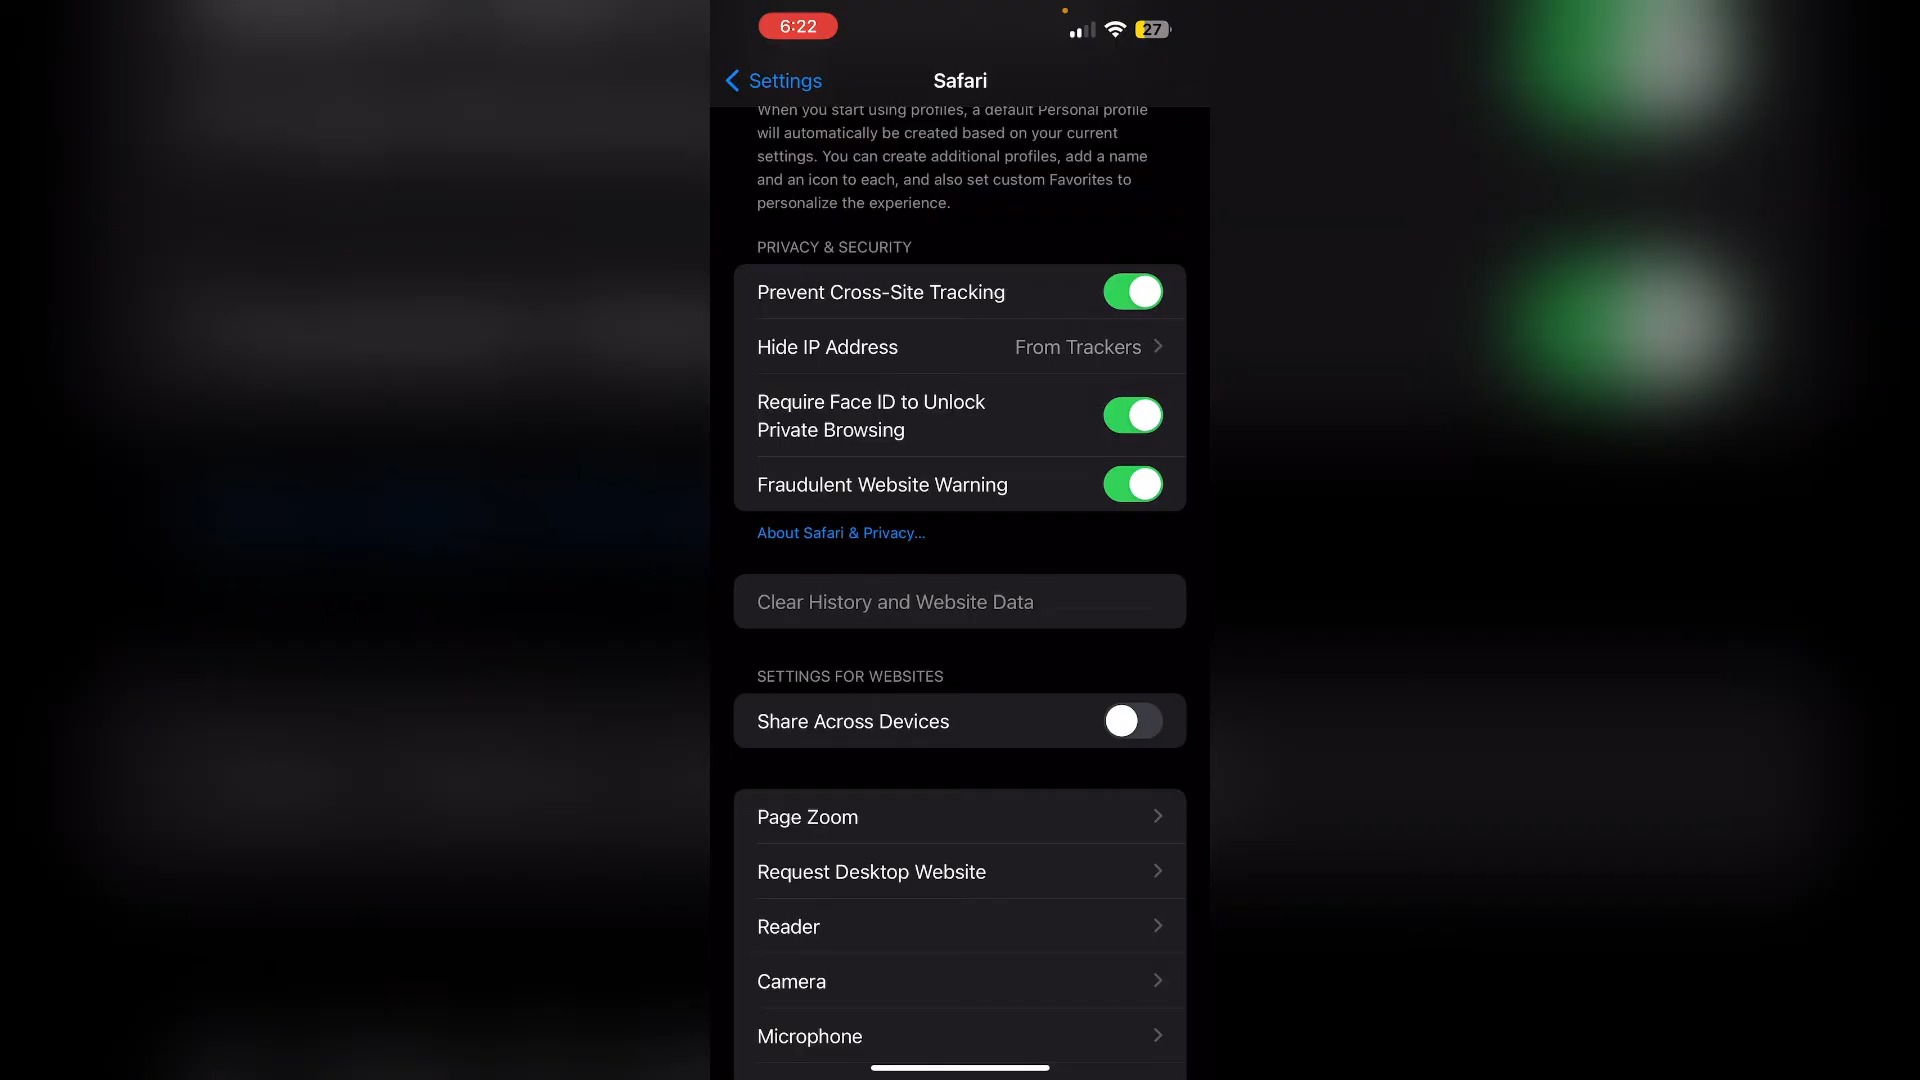 6:22
27
Settings
Safari
When you start using profiles, a default Personal profile
will automatically be created based on your current
settings. You can create additional profiles, add a name
and an icon to each, and also set custom Favorites to
personalize the experience.
PRIVACY & SECURITY
Prevent Cross-Site Tracking
Hide IP Address From Trackers
Require Face ID to Unlock
Private Browsing
Fraudulent Website Warning
About Safari & Privacy...
Clear History and Website Data
SETTINGS FOR WEBSITES
Share Across Devices
Page Zoom
Request Desktop Website
Reader
Camera
Microphone